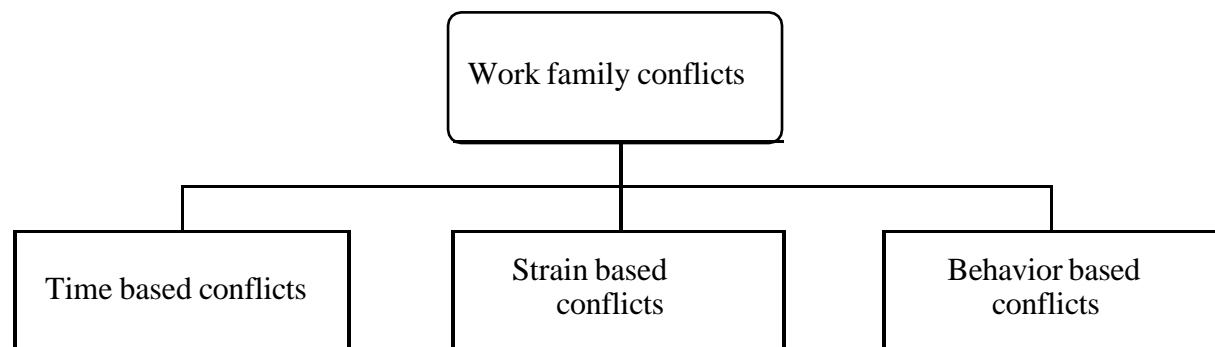 Work family conflicts
Time based conflicts
Strain based
conflicts
Behavior based
conflicts